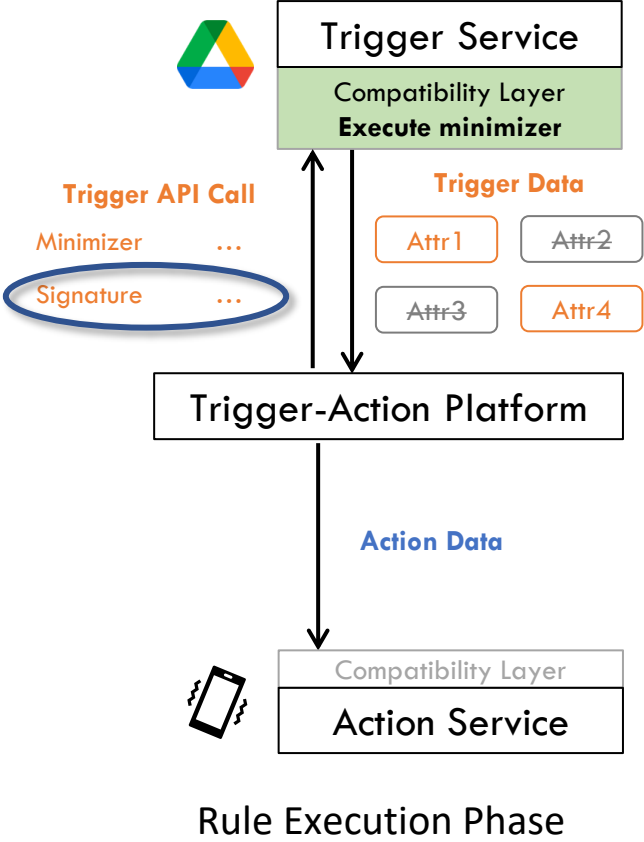 Trigger Service
Compatibility Layer
Execute minimizer
Trigger API Call
Minimizer ...
Signature ...
Trigger Data
Attr1 Attr2
Attr3 Attr4
Trigger-Action Platform
Action Data
Compatibility Layer
Action Service
Rule Execution Phase